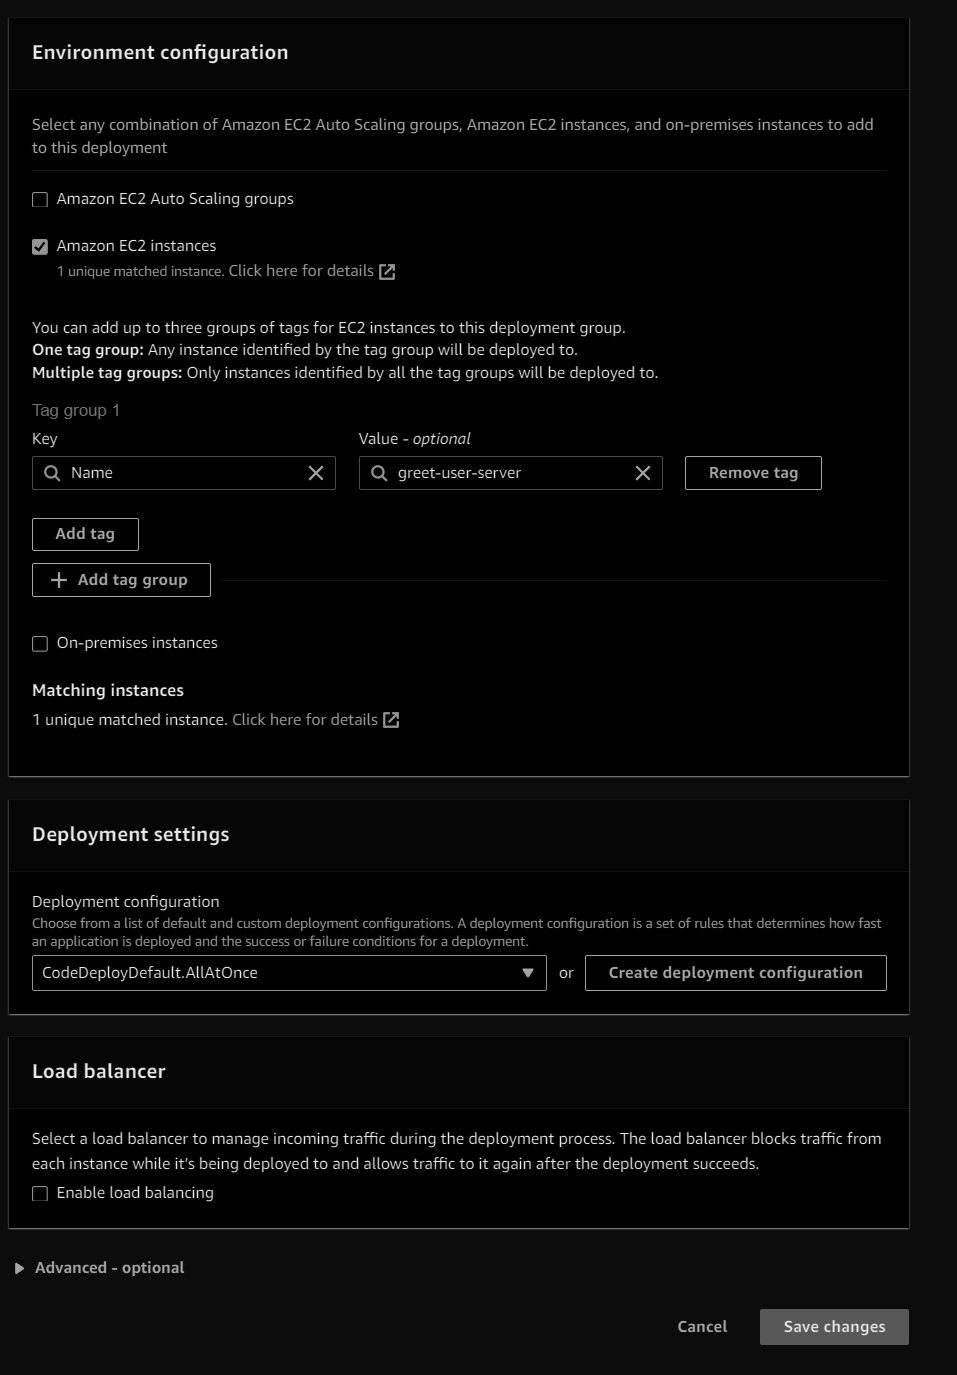 Environment configuration
Select any combination of Amazon EC2 Auto Scaling groups, Amazon EC2 instances, and on-premises instances to add
to this deployment
Amazon EC2 Auto Scaling groups
Amazon EC2 instances
1 unique matched instance. Click here for details
You can add up to three groups of tags for EC2 instances to this deployment group.
One tag group: Any instance identified by the tag group will be deployed to.
Multiple tag groups: Only instances identified by all the tag groups will be deployed to.
Tag group 1
Key Value - optional
Name greet-user-server Remove tag
Add tag
Add tag group
On-premises instances
Matching instances
1 unique matched instance. Click here for details
Deployment settings
Deployment configuration
Choose from a list of default and custom deployment configurations. A deployment configuration is a set of rules that determines how fast
an application is deployed and the success or failure conditions for a deployment.
CodeDeployDefault.AllAtOnce or Create deployment configuration
Load balancer
Select a load balancer to manage incoming traffic during the deployment process. The load balancer blocks traffic from
each instance while it's being deployed to and allows traffic to it again after the deployment succeeds.
Enable load balancing
Advanced - optional
Cancel Save changes